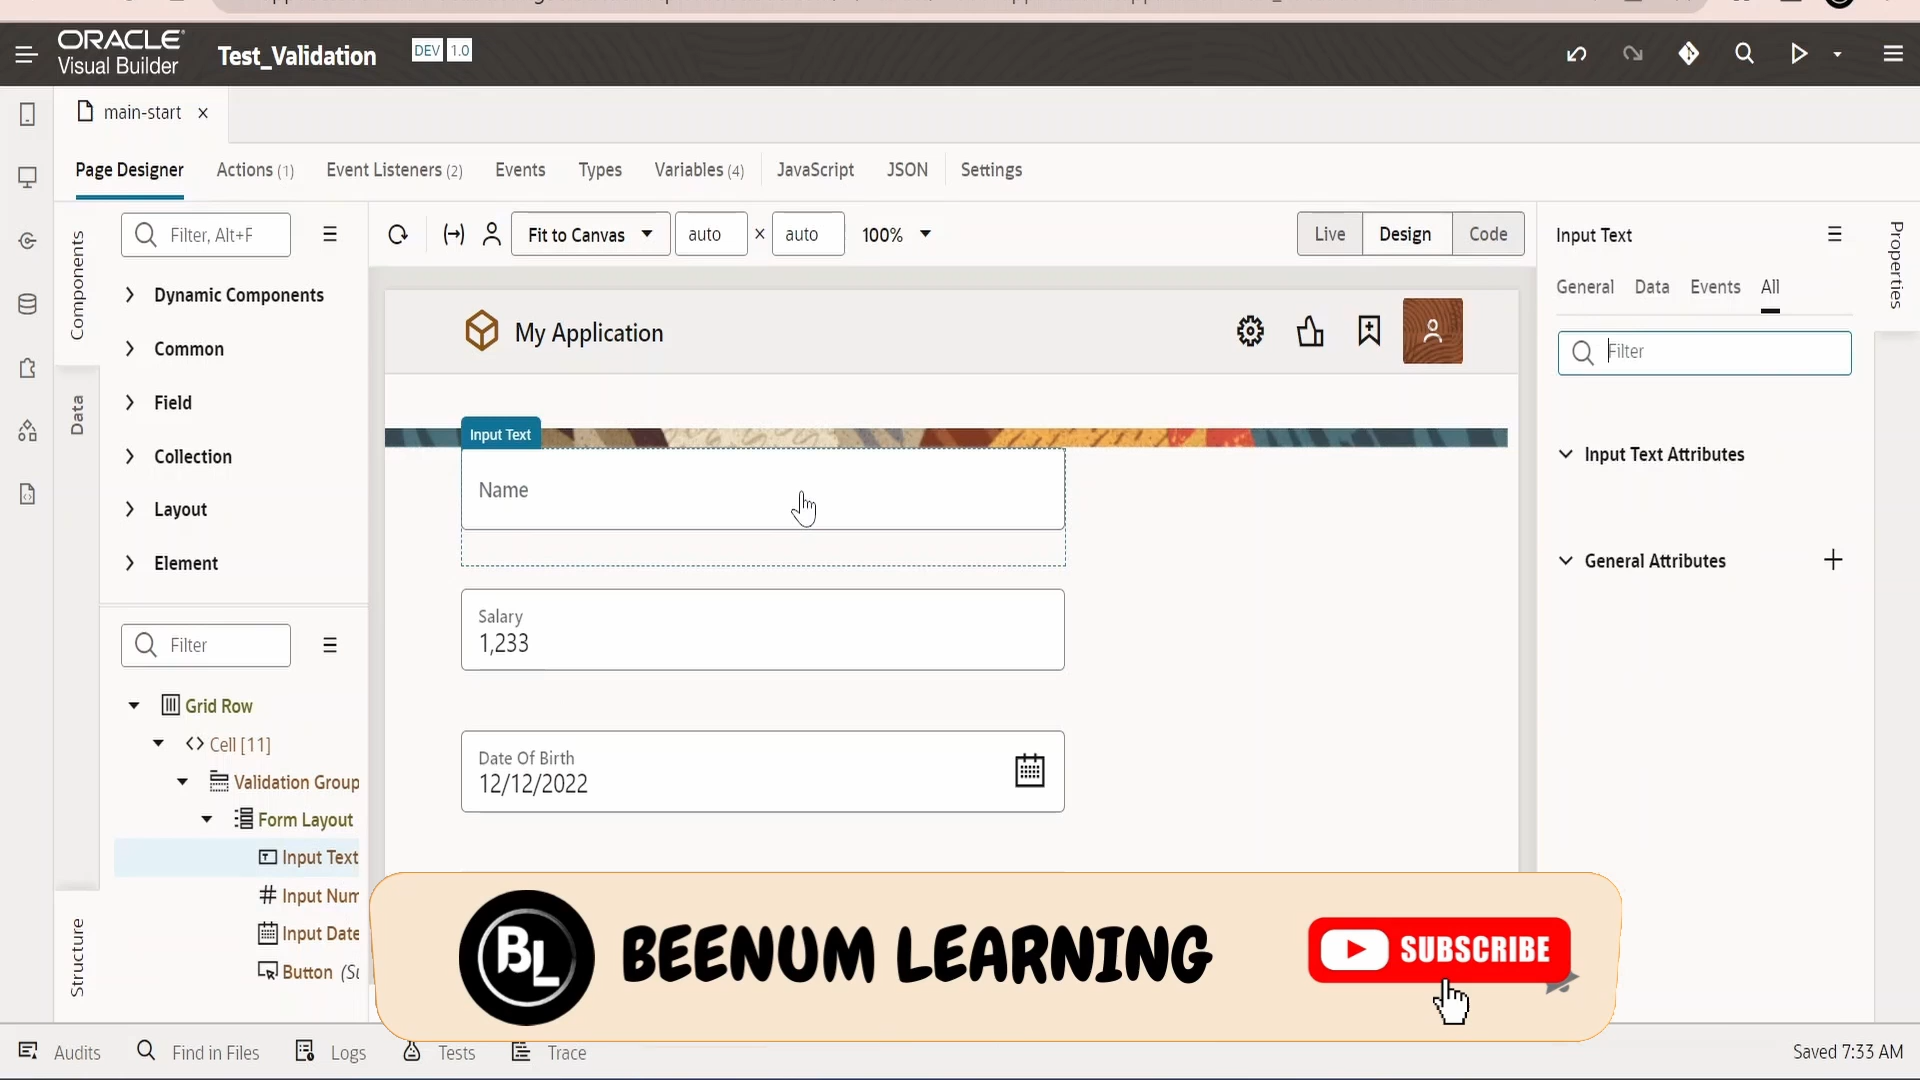 ORACLE
Visual Builder
Test_Validation
DEV 1.0
main-start
Page Designer
Actions (1)
Event Listeners (2)
Events
Types
Variables (4)
JavaScript
JSON
Settings
Components
Data
Structure
Filter, Alt+F
Dynamic Components
Common
Field
Collection
Layout
Element
Filter
Grid Row
Cell [11]
Validation Group
Form Layout
Input Text
Input Num
Input Date
Button (Su
Fit to Canvas
auto × auto
100%
Live
Design
Code
My Application
Input Text
Name
Salary
1,233
Date Of Birth
12/12/2022
Input Text
General
Data
Events
All
Filter
Input Text Attributes
General Attributes
Properties
BL
BEENUM LEARNING
SUBSCRIBE
Audits
Find in Files
Logs
Tests
Trace
Saved 7:33 AM